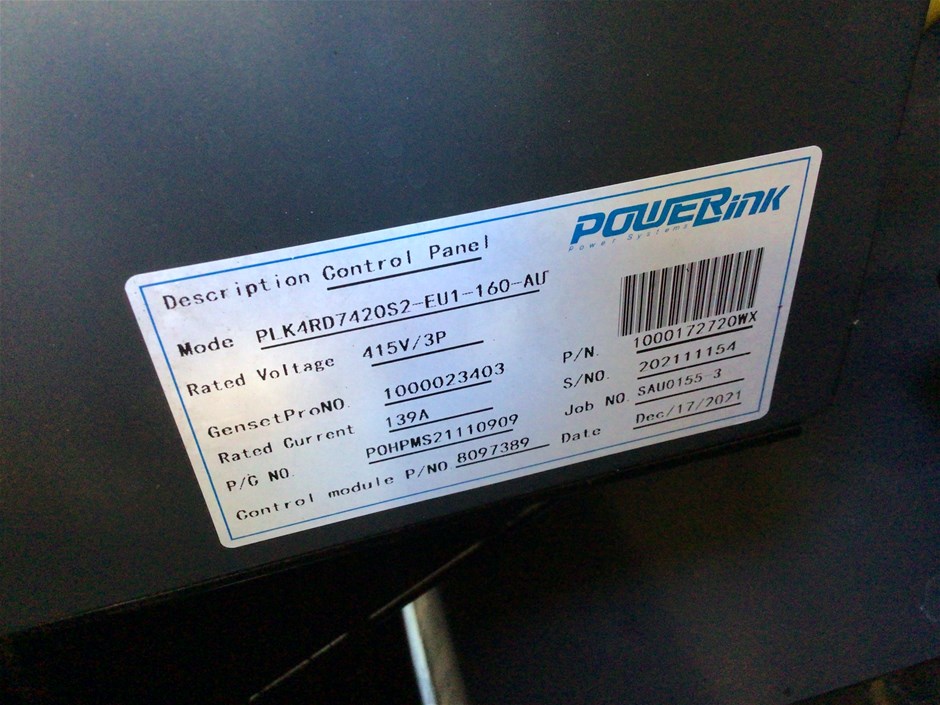 POWERLink
Power Systems
Description Control Panel
Mode PLK4RD7420S2-EU1-160-AU
Rated Voltage 415V/3P
P/N. 1000172720WX
GensetProNO. 1000023403
S/NO. 202111154
Rated Current 139A
Job NO. SAU0155-3
P/C NO. POHPMS21110909
Date Dec/17/2021
Control module P/NO. 8097389